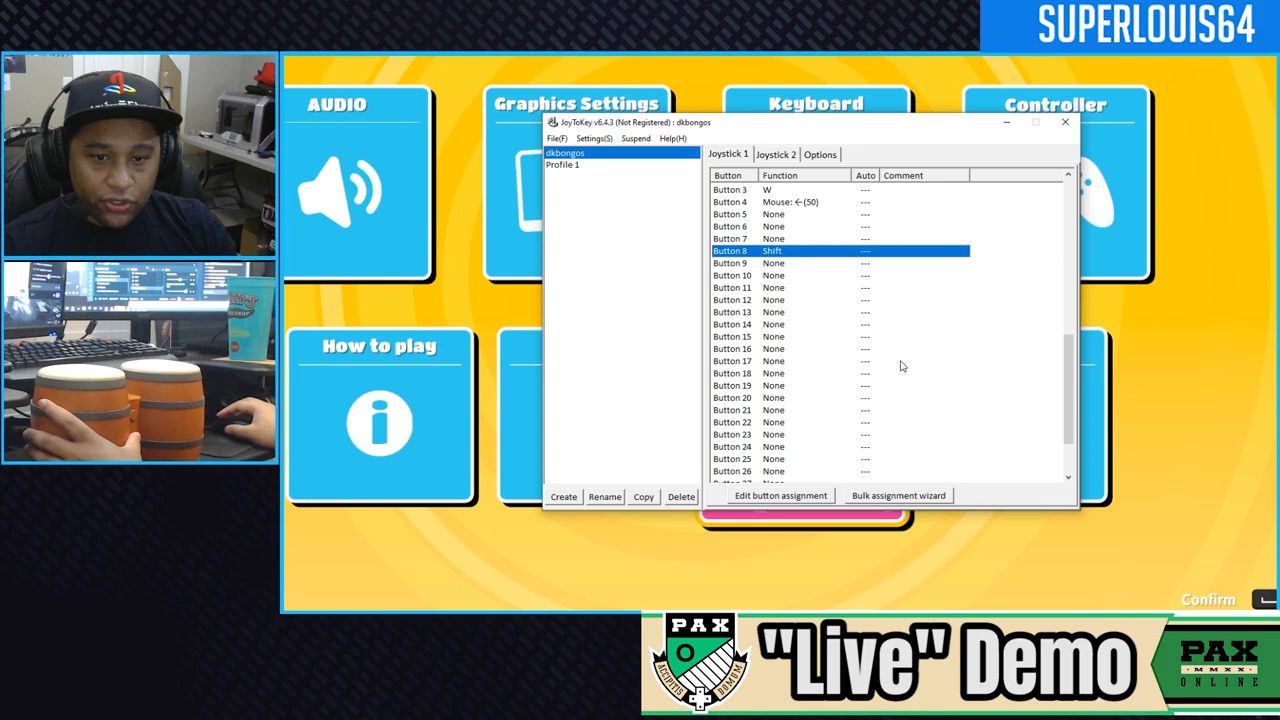 SUPERLOUIS64
AUDIO
Graphics Settings
Keyboard
Controller
JoyToKey v6.4.3 (Not Registered) : dkbongos
File(F) Settings(S) Suspend Help(H)
dkbongos
Profile 1
Joystick 1 Joystick 2 Options
Button Function Auto Comment
Button 3 W ---
Button 4 Mouse: ←(50) ---
Button 5 None ---
Button 6 None ---
Button 7 None ---
Button 8 Shift ---
Button 9 None ---
Button 10 None ---
Button 11 None ---
Button 12 None ---
Button 13 None ---
Button 14 None ---
Button 15 None ---
Button 16 None ---
Button 17 None ---
Button 18 None ---
Button 19 None ---
Button 20 None ---
Button 21 None ---
Button 22 None ---
Button 23 None ---
Button 24 None ---
Button 25 None ---
Button 26 None ---
Create Rename Copy Delete
Edit button assignment Bulk assignment wizard
How to play
Confirm
PAX
ACCIPITIS DOMUM
"Live" Demo
PAX
MMXX
ONLINE